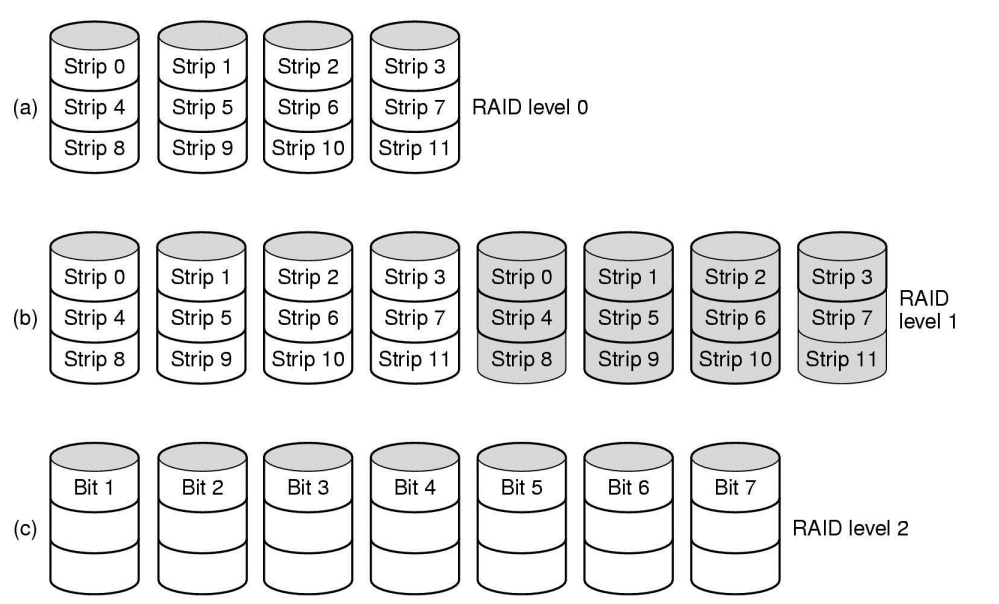 Strip 0 Strip 1 Strip 2 Strip 3
(a) Strip 4 Strip 5 Strip 6 Strip 7 RAID level 0
Strip 8 Strip 9 Strip 10 Strip 11
Strip 0 Strip 1 Strip 2 Strip 3 Strip 0 Strip 1 Strip 2 Strip 3
(b) Strip 4 Strip 5 Strip 6 Strip 7 Strip 4 Strip 5 Strip 6 Strip 7 RAID level 1
Strip 8 Strip 9 Strip 10 Strip 11 Strip 8 Strip 9 Strip 10 Strip 11
Bit 1 Bit 2 Bit 3 Bit 4 Bit 5 Bit 6 Bit 7
(c) RAID level 2